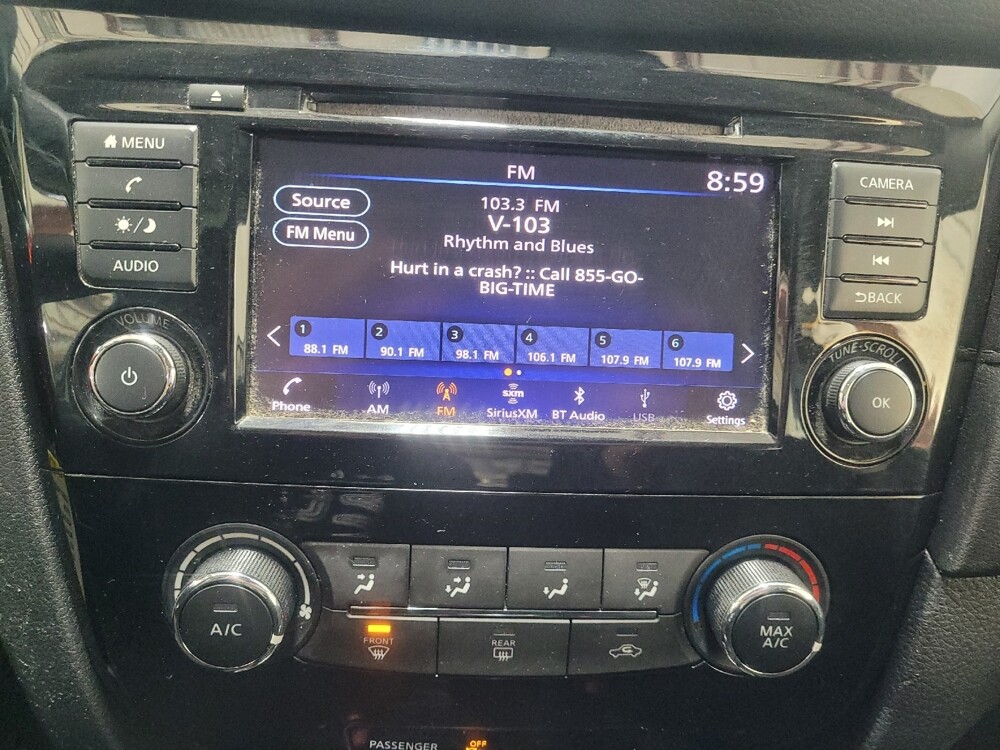 MENU
AUDIO
VOLUME
FM
8:59
Source
FM Menu
103.3 FM
V-103
Rhythm and Blues
Hurt in a crash? :: Call 855-GO-
BIG-TIME
1 2 3 4 5 6
88.1 FM 90.1 FM 98.1 FM 106.1 FM 107.9 FM 107.9 FM
Phone AM FM SiriusXM BT Audio USB Settings
sxm
CAMERA
BACK
TUNE-SCROLL
OK
A/C
FRONT
REAR
MAX
A/C
PASSENGER OFF